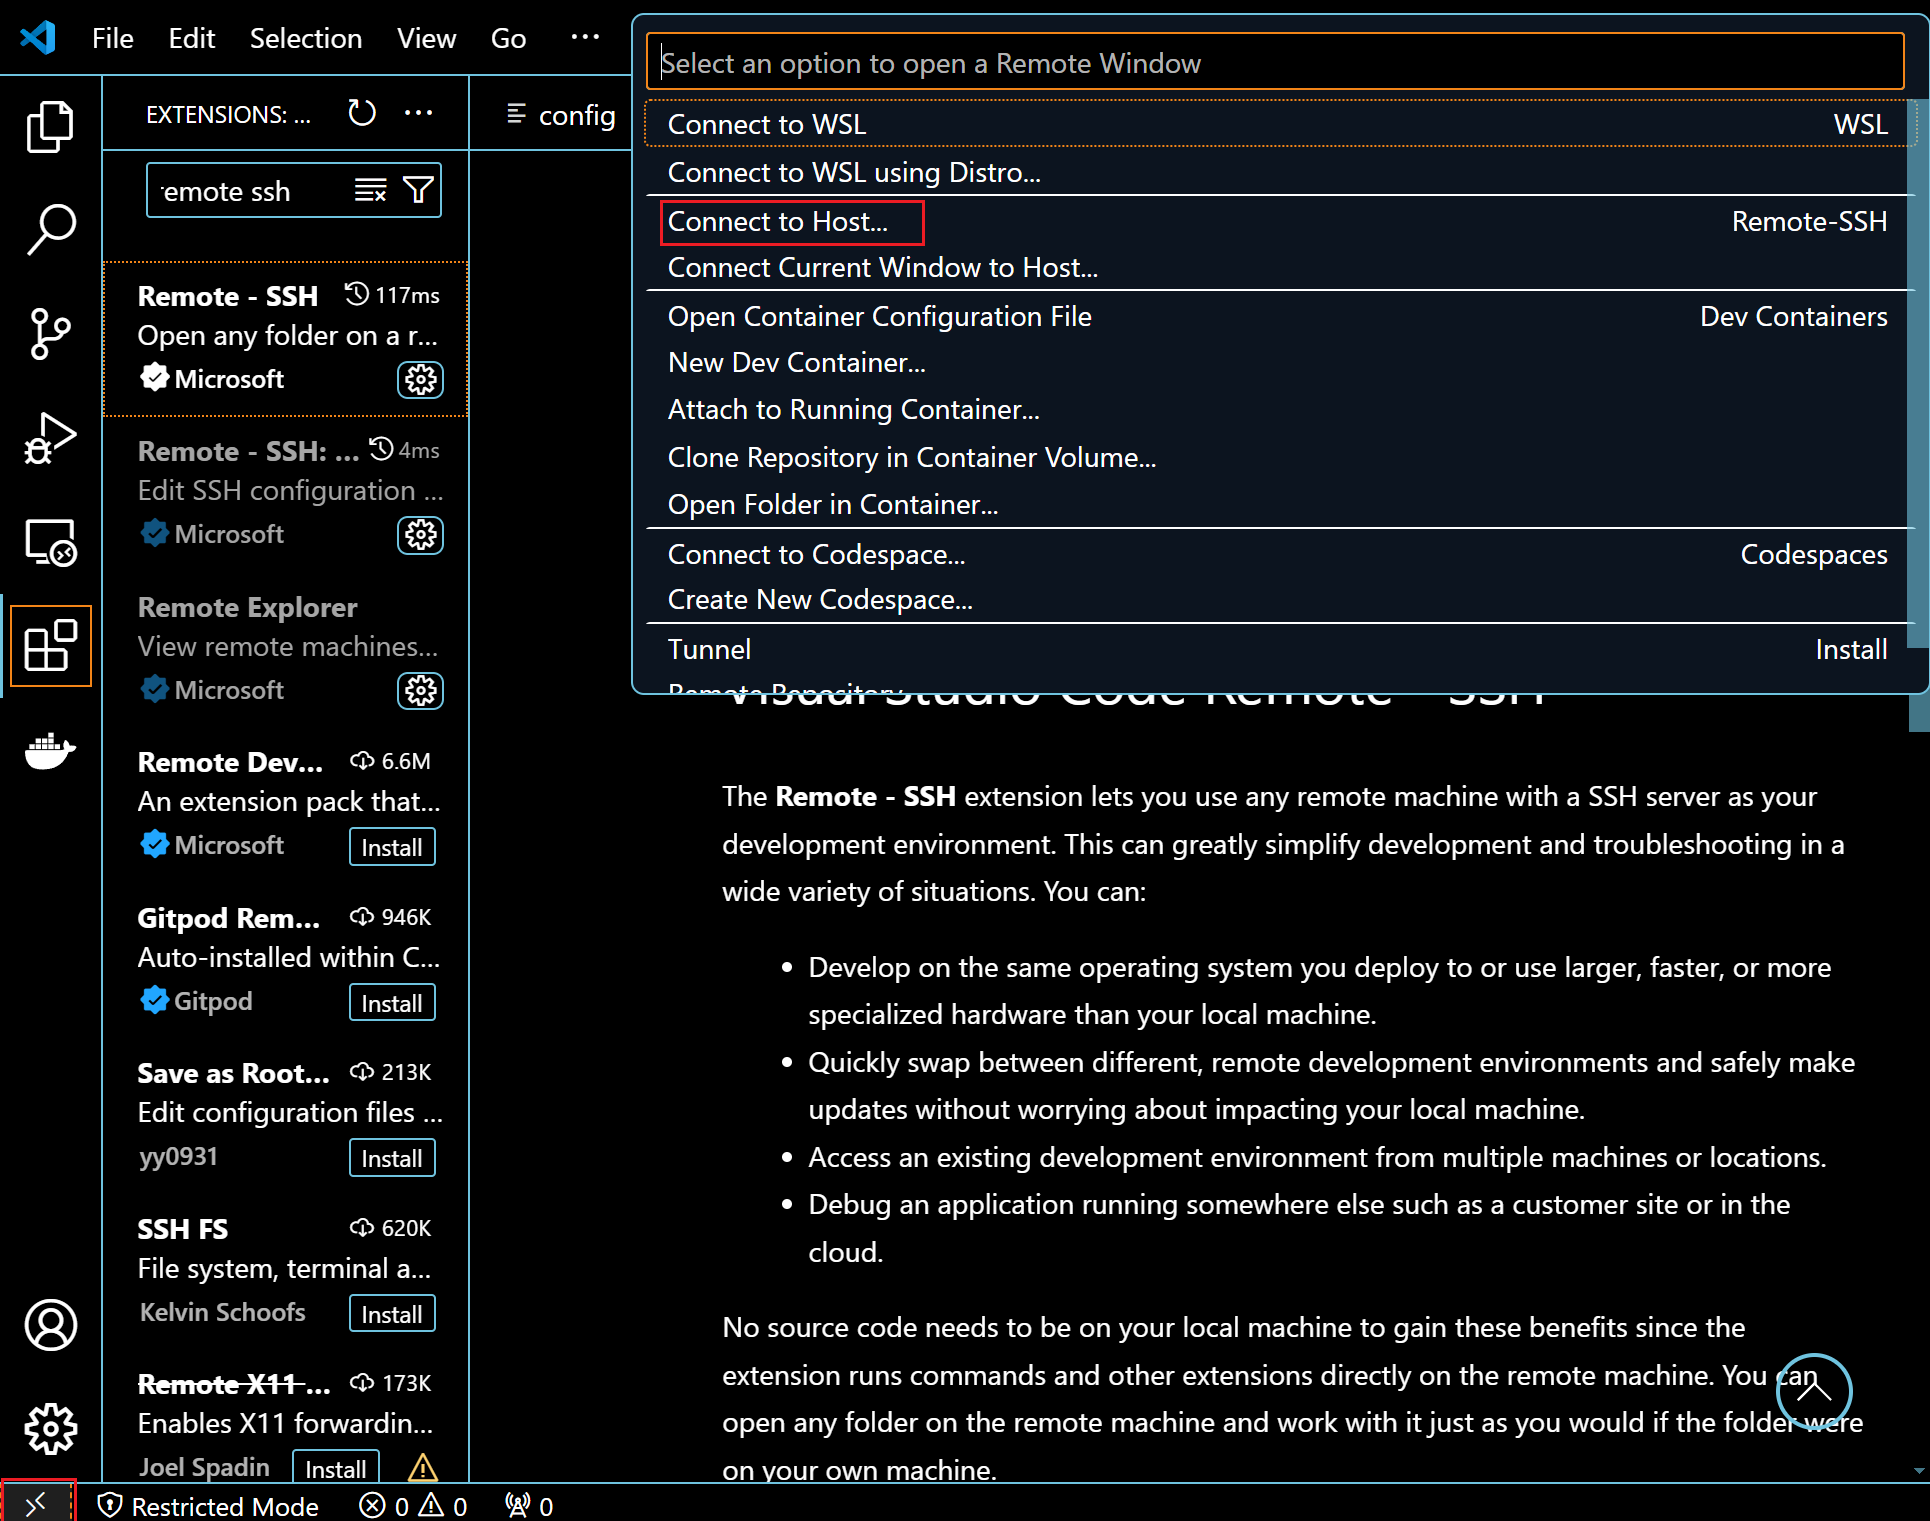 File Edit Selection View Go ···
Select an option to open a Remote Window
Connect to WSL WSL
Connect to WSL using Distro...
Connect to Host... Remote-SSH
Connect Current Window to Host...
Open Container Configuration File Dev Containers
New Dev Container...
Attach to Running Container...
Clone Repository in Container Volume...
Open Folder in Container...
Connect to Codespace... Codespaces
Create New Codespace...
Tunnel Install
Remote Repository
EXTENSIONS: ... ···
config
remote ssh
Remote - SSH 117ms
Open any folder on a r...
Microsoft
Remote - SSH: ... 4ms
Edit SSH configuration ...
Microsoft
Remote Explorer
View remote machines...
Microsoft
Remote Dev... 6.6M
An extension pack that...
Microsoft Install
Gitpod Rem... 946K
Auto-installed within C...
Gitpod Install
Save as Root... 213K
Edit configuration files ...
yy0931 Install
SSH FS 620K
File system, terminal a...
Kelvin Schoofs Install
Remote X11 ... 173K
Enables X11 forwardin...
Joel Spadin Install
Visual Studio Code Remote - SSH
The Remote - SSH extension lets you use any remote machine with a SSH server as your
development environment. This can greatly simplify development and troubleshooting in a
wide variety of situations. You can:
• Develop on the same operating system you deploy to or use larger, faster, or more
specialized hardware than your local machine.
• Quickly swap between different, remote development environments and safely make
updates without worrying about impacting your local machine.
• Access an existing development environment from multiple machines or locations.
• Debug an application running somewhere else such as a customer site or in the
cloud.
No source code needs to be on your local machine to gain these benefits since the
extension runs commands and other extensions directly on the remote machine. You can
open any folder on the remote machine and work with it just as you would if the folder were
on your own machine.
Restricted Mode 0 0 0